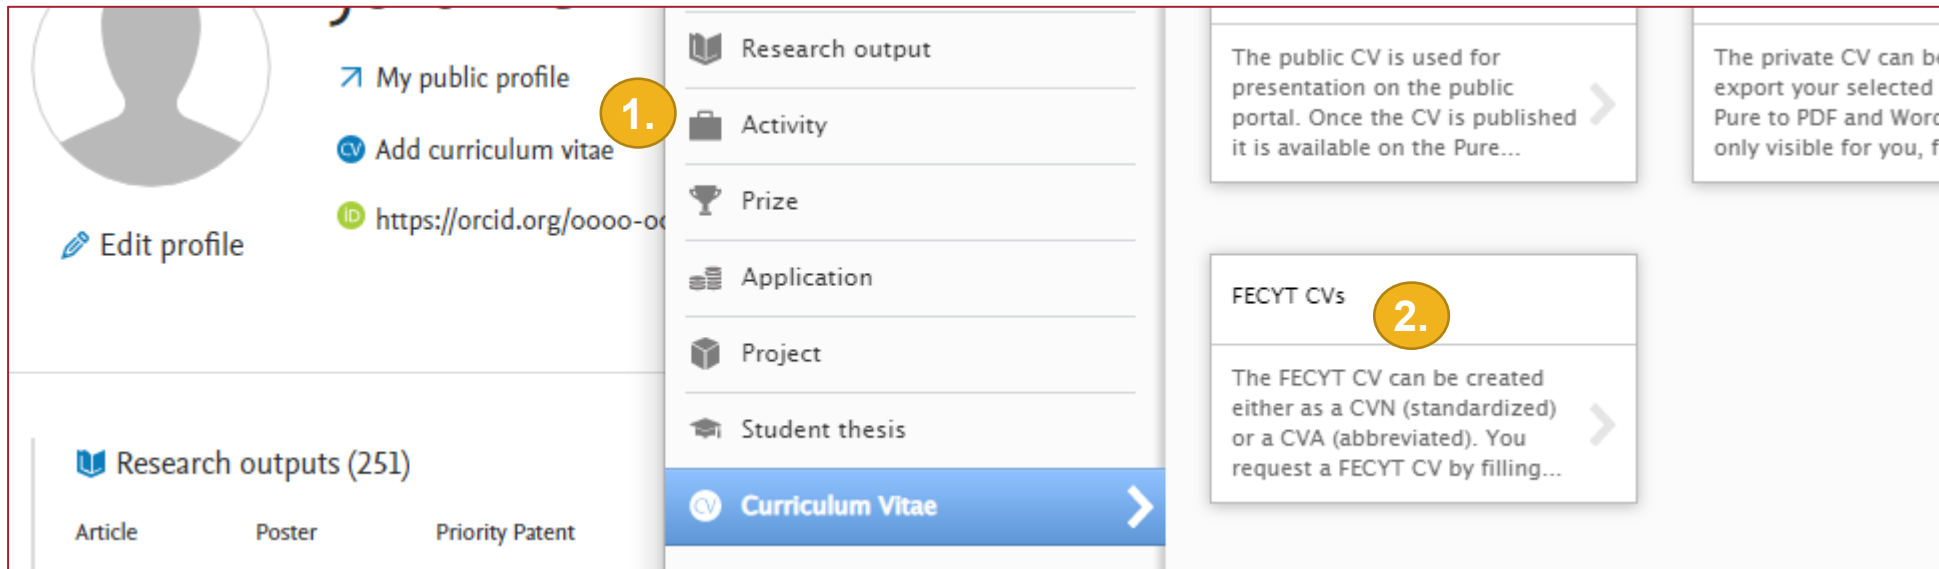 My public profile
Add curriculum vitae
https://orcid.org/0000-00
Edit profile
Research outputs (251)
Article Poster Priority Patent
1.
Research output
Activity
Prize
Application
Project
Student thesis
CV
Curriculum Vitae
The public CV is used for
presentation on the public
portal. Once the CV is published
it is available on the Pure...
The private CV can be
export your selected
Pure to PDF and Word
only visible for you, f
FECYT CVs
2.
The FECYT CV can be created
either as a CVN (standardized)
or a CVA (abbreviated). You
request a FECYT CV by filling...